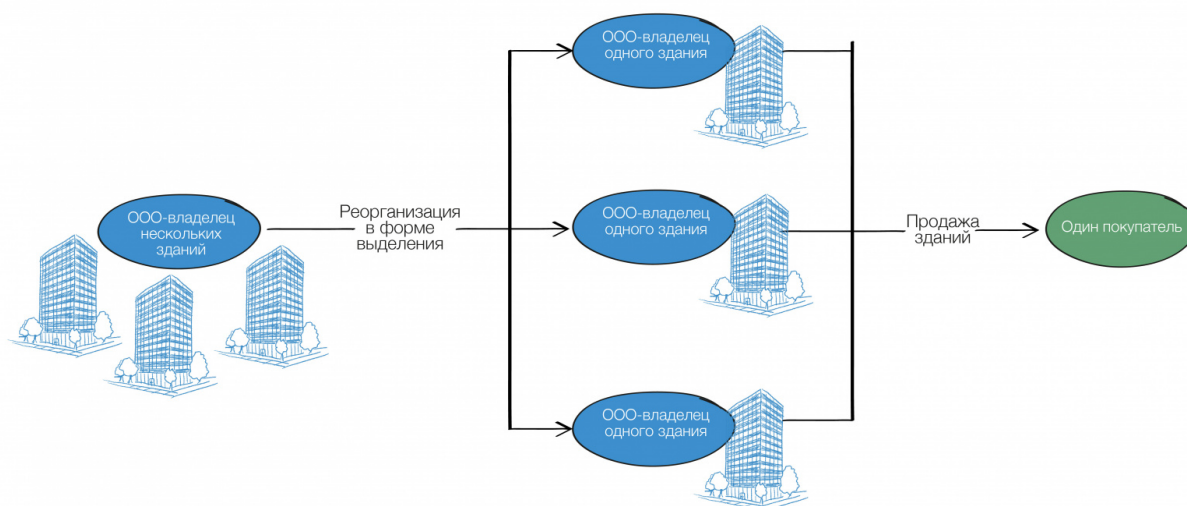 ООО-владелец
нескольких
зданий
Реорганизация
в форме
выделения
ООО-владелец
одного здания
ООО-владелец
одного здания
ООО-владелец
одного здания
Продажа
зданий
Один покупатель